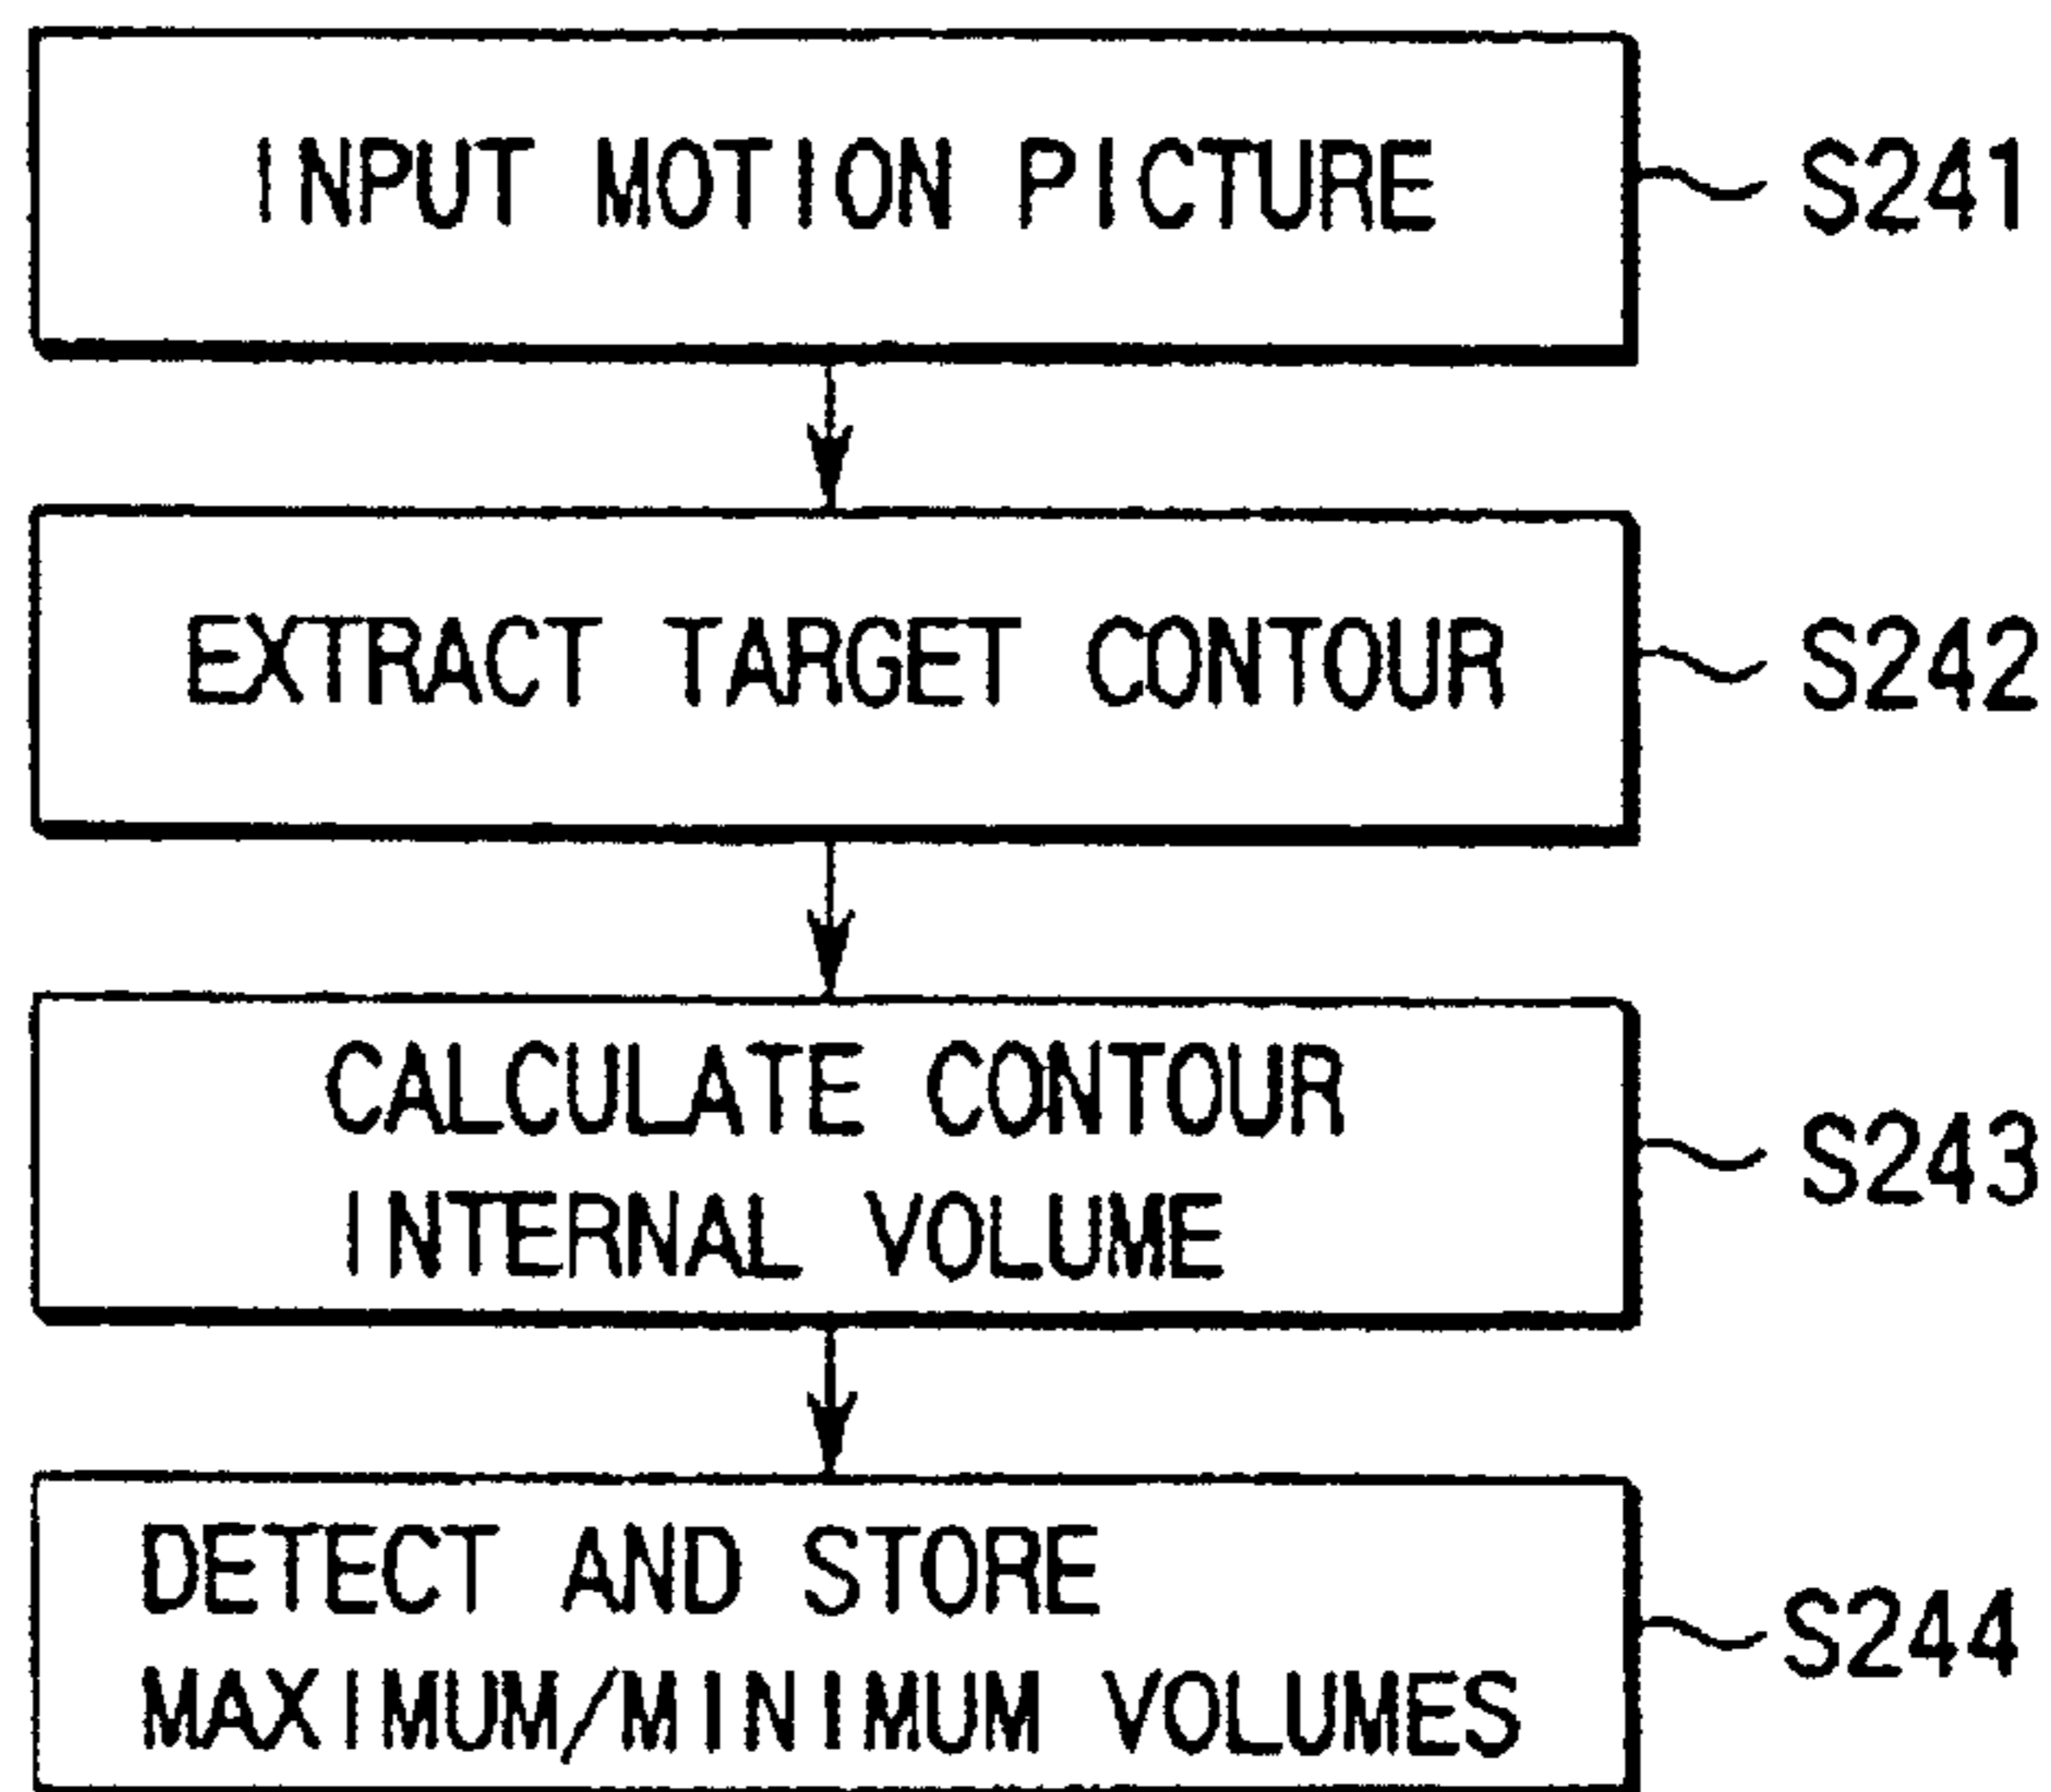 INPUT MOTION PICTURE
S241
EXTRACT TARGET CONTOUR
S242
CALCULATE CONTOUR
INTERNAL VOLUME
S243
DETECT AND STORE
MAXIMUM/MINIMUM VOLUMES
S244